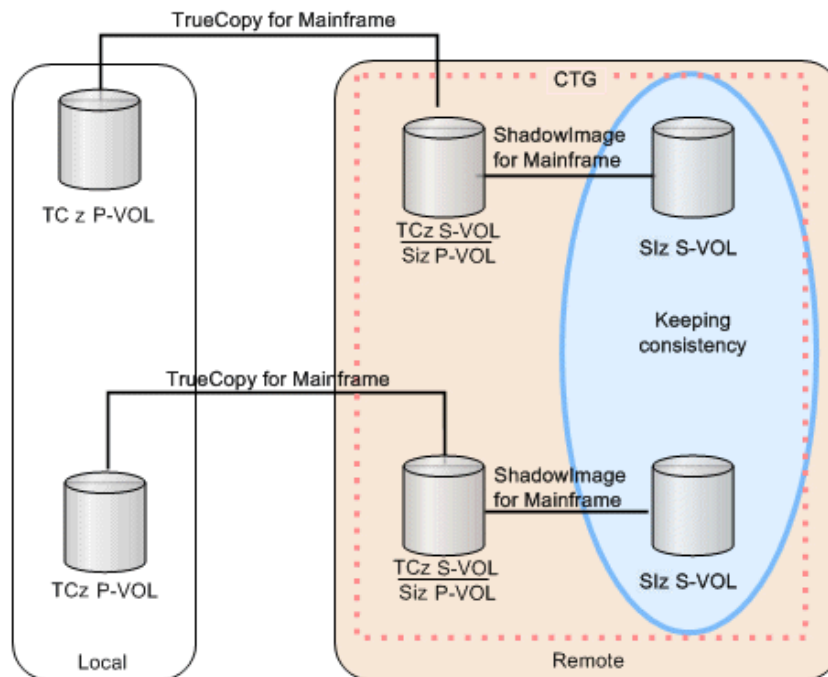 TrueCopy for Mainframe
CTG
TC z P-VOL
ShadowImage
for Mainframe
TCz S-VOL
Siz P-VOL
SIz S-VOL
Keeping
consistency
TrueCopy for Mainframe
TCz P-VOL
ShadowImage
for Mainframe
TCz S-VOL
Siz P-VOL
SIz S-VOL
Local
Remote